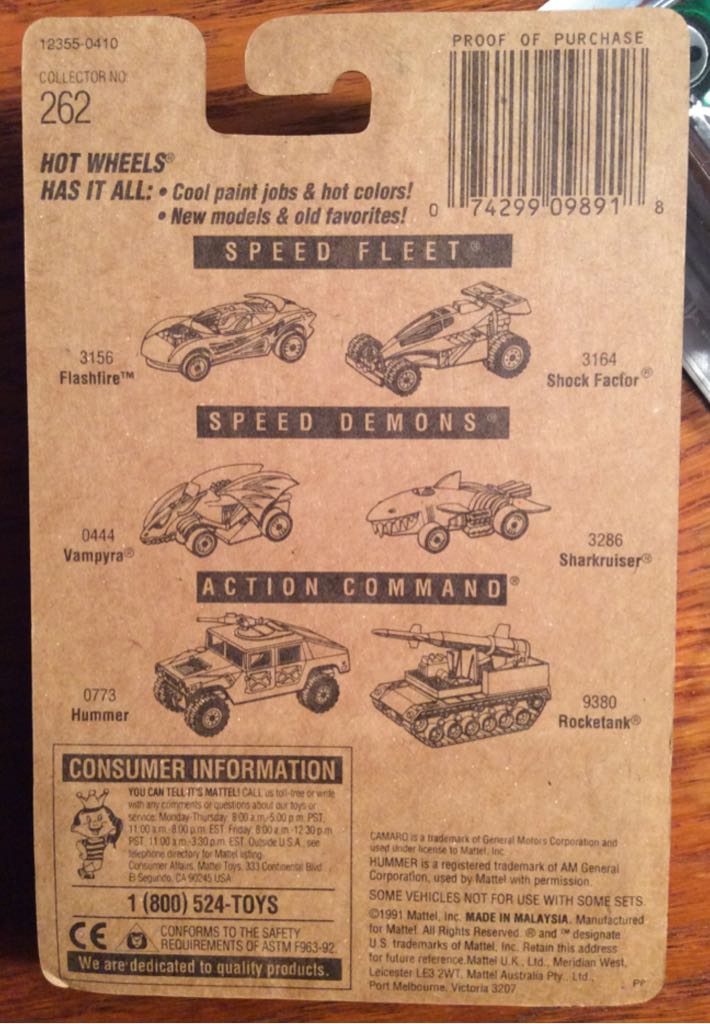 12355-0410
COLLECTOR NO.
262
PROOF OF PURCHASE
0 74299 09891 8
HOT WHEELS®
HAS IT ALL: • Cool paint jobs & hot colors!
• New models & old favorites!
SPEED FLEET®
3156
Flashfire™
3164
Shock Factor®
SPEED DEMONS®
0444
Vampyra®
3286
Sharkruiser®
ACTION COMMAND®
0773
Hummer
9380
Rocketank®
CONSUMER INFORMATION
YOU CAN TELL IT'S MATTEL! CALL us toll-free or write
with any comments or questions about our toys or
service: Monday-Thursday 8:00 a.m.-5:00 p.m. PST,
11:00 a.m.-8:00 p.m. EST. Friday: 8:00 a.m.-12:30 p.m.
PST. 11:00 a.m.-3:30 p.m. EST. Outside U.S.A., see
telephone directory for Mattel listing.
Consumer Affairs, Mattel Toys, 333 Continental Blvd.
El Segundo, CA 90245 USA
1 (800) 524-TOYS
CE CONFORMS TO THE SAFETY
REQUIREMENTS OF ASTM F963-92.
We are dedicated to quality products.
CAMARO is a trademark of General Motors Corporation and
used under license to Mattel, Inc.
HUMMER is a registered trademark of AM General
Corporation, used by Mattel with permission.
SOME VEHICLES NOT FOR USE WITH SOME SETS.
©1991 Mattel, Inc. MADE IN MALAYSIA. Manufactured
for Mattel. All Rights Reserved. ® and ™ designate
U.S. trademarks of Mattel, Inc. Retain this address
for future reference. Mattel U.K., Ltd., Meridian West,
Leicester LE3 2WT. Mattel Australia Pty., Ltd.,
Port Melbourne, Victoria 3207
PP